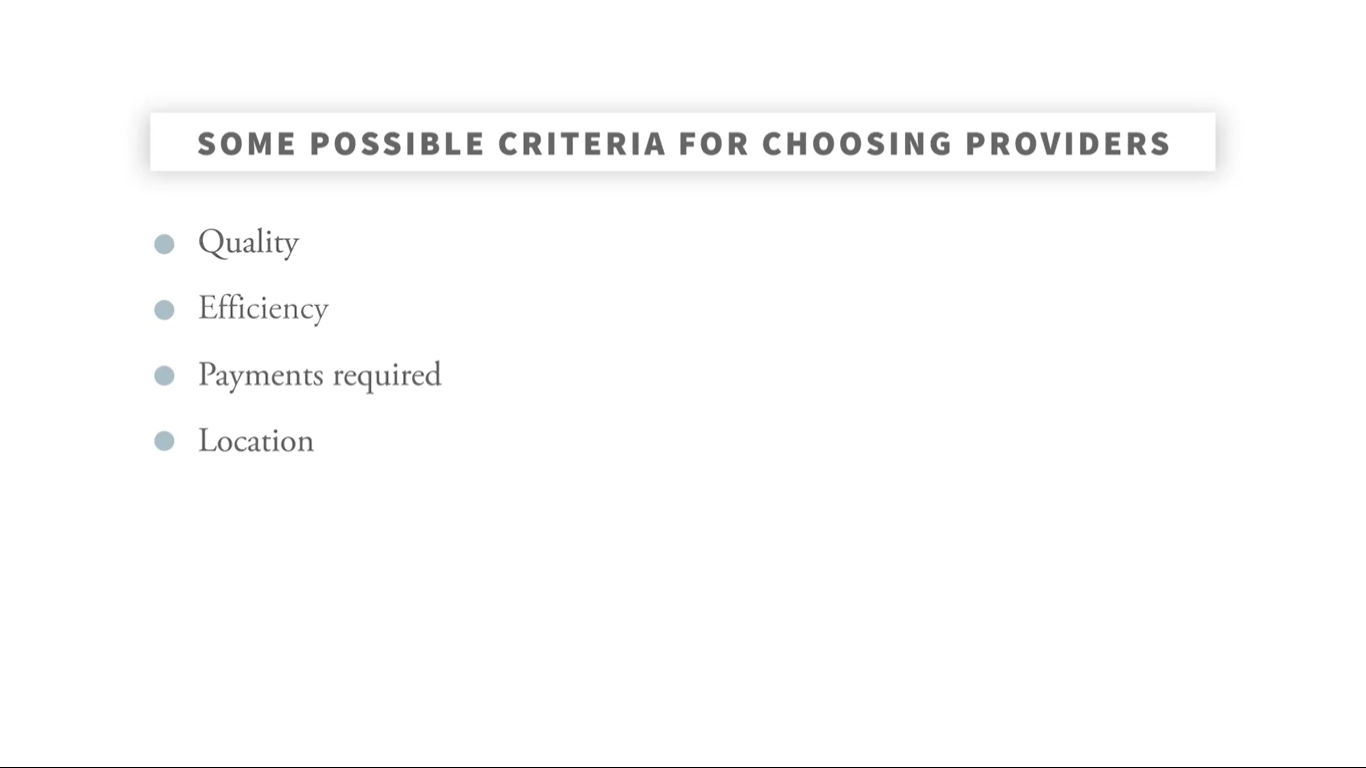 SOME POSSIBLE CRITERIA FOR CHOOSING PROVIDERS
Quality
Efficiency
Payments required
Location